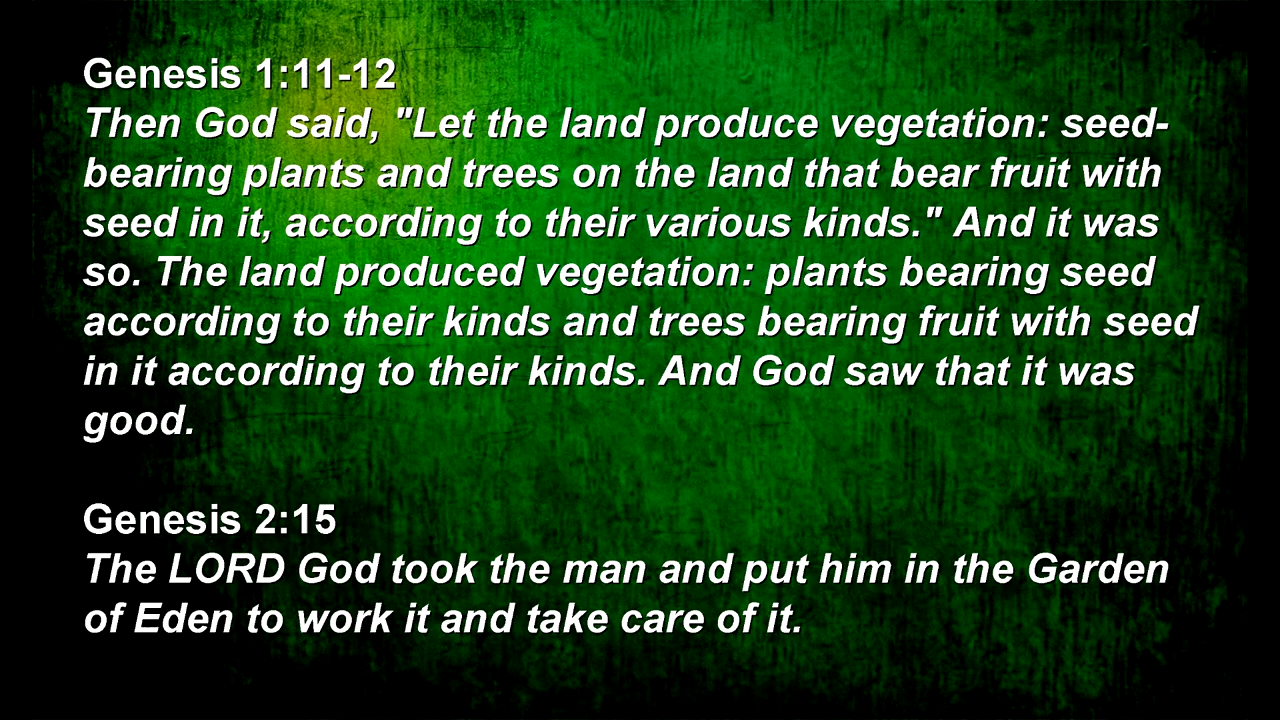 Genesis 1:11-12
Then God said, "Let the land produce vegetation: seed-
bearing plants and trees on the land that bear fruit with
seed in it, according to their various kinds." And it was
so. The land produced vegetation: plants bearing seed
according to their kinds and trees bearing fruit with seed
in it according to their kinds. And God saw that it was
good.
Genesis 2:15
The LORD God took the man and put him in the Garden
of Eden to work it and take care of it.